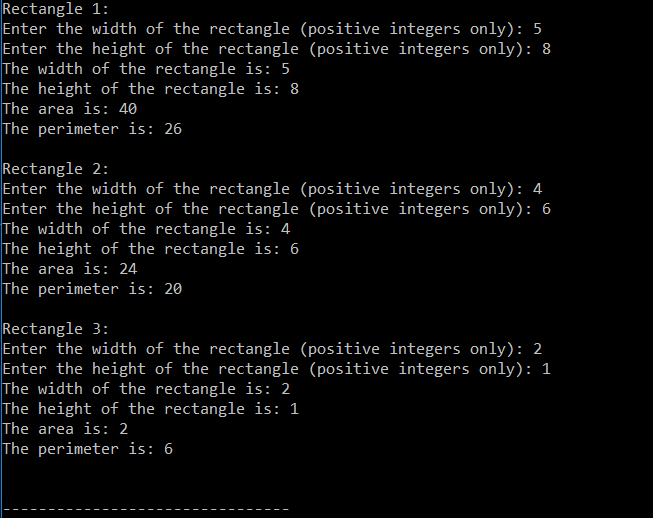 Rectangle 1:
Enter the width of the rectangle (positive integers only): 5
Enter the height of the rectangle (positive integers only): 8
The width of the rectangle is: 5
The height of the rectangle is: 8
The area is: 40
The perimeter is: 26
Rectangle 2:
Enter the width of the rectangle (positive integers only): 4
Enter the height of the rectangle (positive integers only): 6
The width of the rectangle is: 4
The height of the rectangle is: 6
The area is: 24
The perimeter is: 20
Rectangle 3:
Enter the width of the rectangle (positive integers only): 2
Enter the height of the rectangle (positive integers only): 1
The width of the rectangle is: 2
The height of the rectangle is: 1
The area is: 2
The perimeter is: 6
--------------------------------